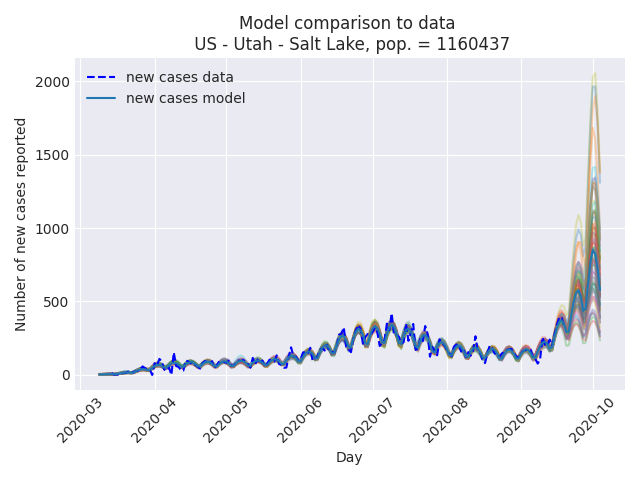 Model comparison to data
US - Utah - Salt Lake, pop. = 1160437
new cases data
new cases model
Number of new cases reported
2000
1500
1000
500
0
2020-03
2020-04
2020-05
2020-06
2020-07
2020-08
2020-09
2020-10
Day